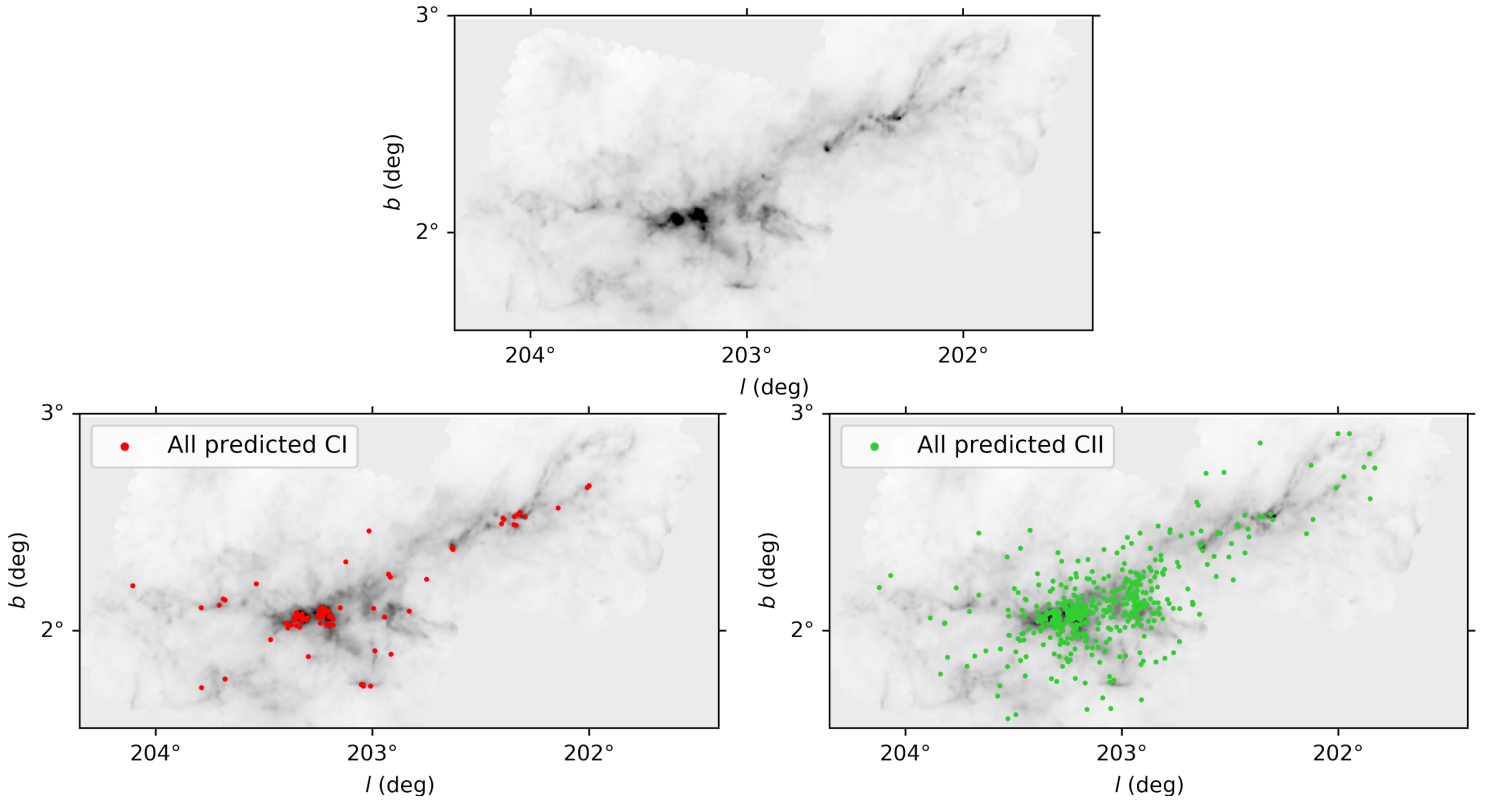 3°
b (deg)
2°
204° 203° 202°
l (deg)
3°
All predicted CI
b (deg)
2°
204° 203° 202°
l (deg)
3°
All predicted CII
b (deg)
2°
204° 203° 202°
l (deg)